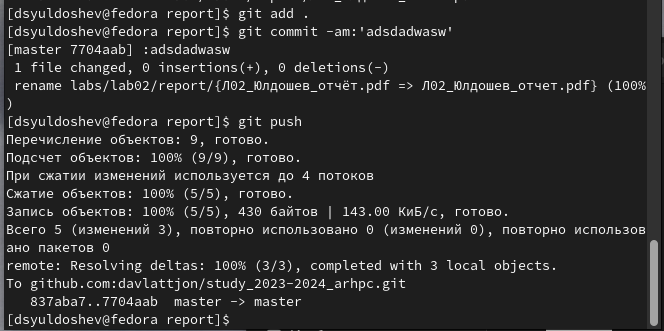 [dsyuldoshev@fedora report]$ git add .
[dsyuldoshev@fedora report]$ git commit -am:'adsdadwasw'
[master 7704aab] :adsdadwasw
 1 file changed, 0 insertions(+), 0 deletions(-)
 rename labs/lab02/report/{Л02_Юлдошев_отчёт.pdf => Л02_Юлдошев_отчет.pdf} (100%
)
[dsyuldoshev@fedora report]$ git push
Перечисление объектов: 9, готово.
Подсчет объектов: 100% (9/9), готово.
При сжатии изменений используется до 4 потоков
Сжатие объектов: 100% (5/5), готово.
Запись объектов: 100% (5/5), 430 байтов | 143.00 КиБ/с, готово.
Всего 5 (изменений 3), повторно использовано 0 (изменений 0), повторно использов
ано пакетов 0
remote: Resolving deltas: 100% (3/3), completed with 3 local objects.
To github.com:davlattjon/study_2023-2024_arhpc.git
   837aba7..7704aab  master -> master
[dsyuldoshev@fedora report]$